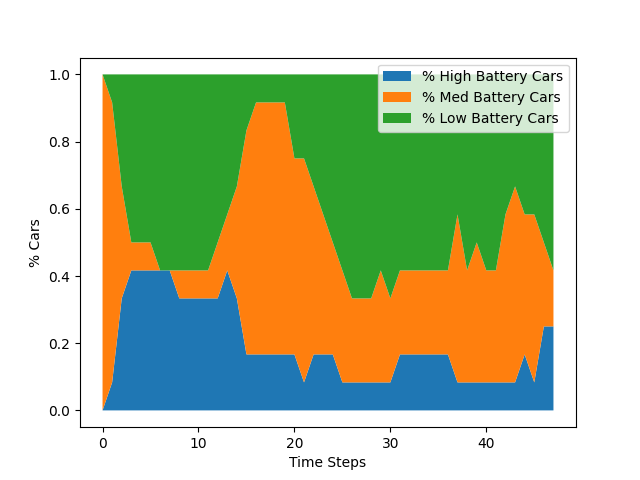 % High Battery Cars
% Med Battery Cars
% Low Battery Cars
% Cars
1.0
0.8
0.6
0.4
0.2
0.0
0 10 20 30 40
Time Steps